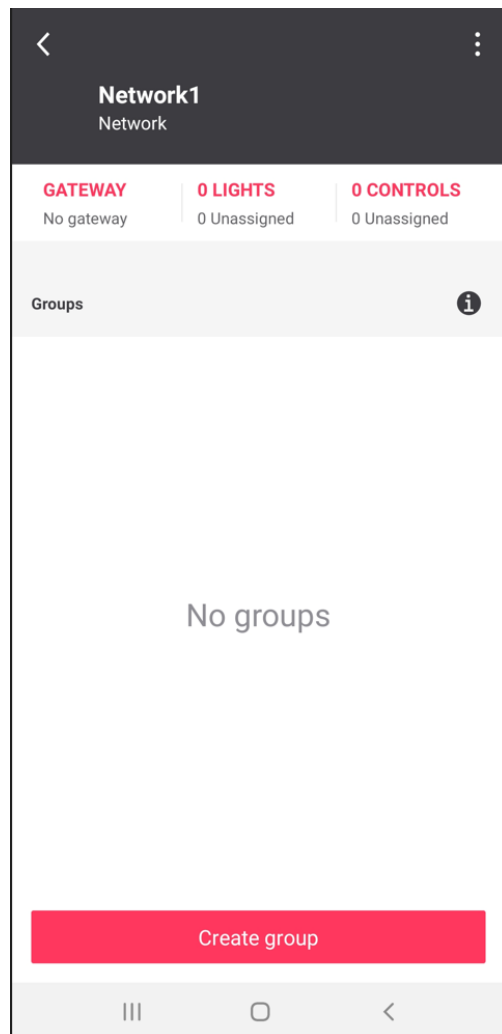 Network1
Network
GATEWAY
No gateway
0 LIGHTS
0 Unassigned
0 CONTROLS
0 Unassigned
Groups
No groups
Create group